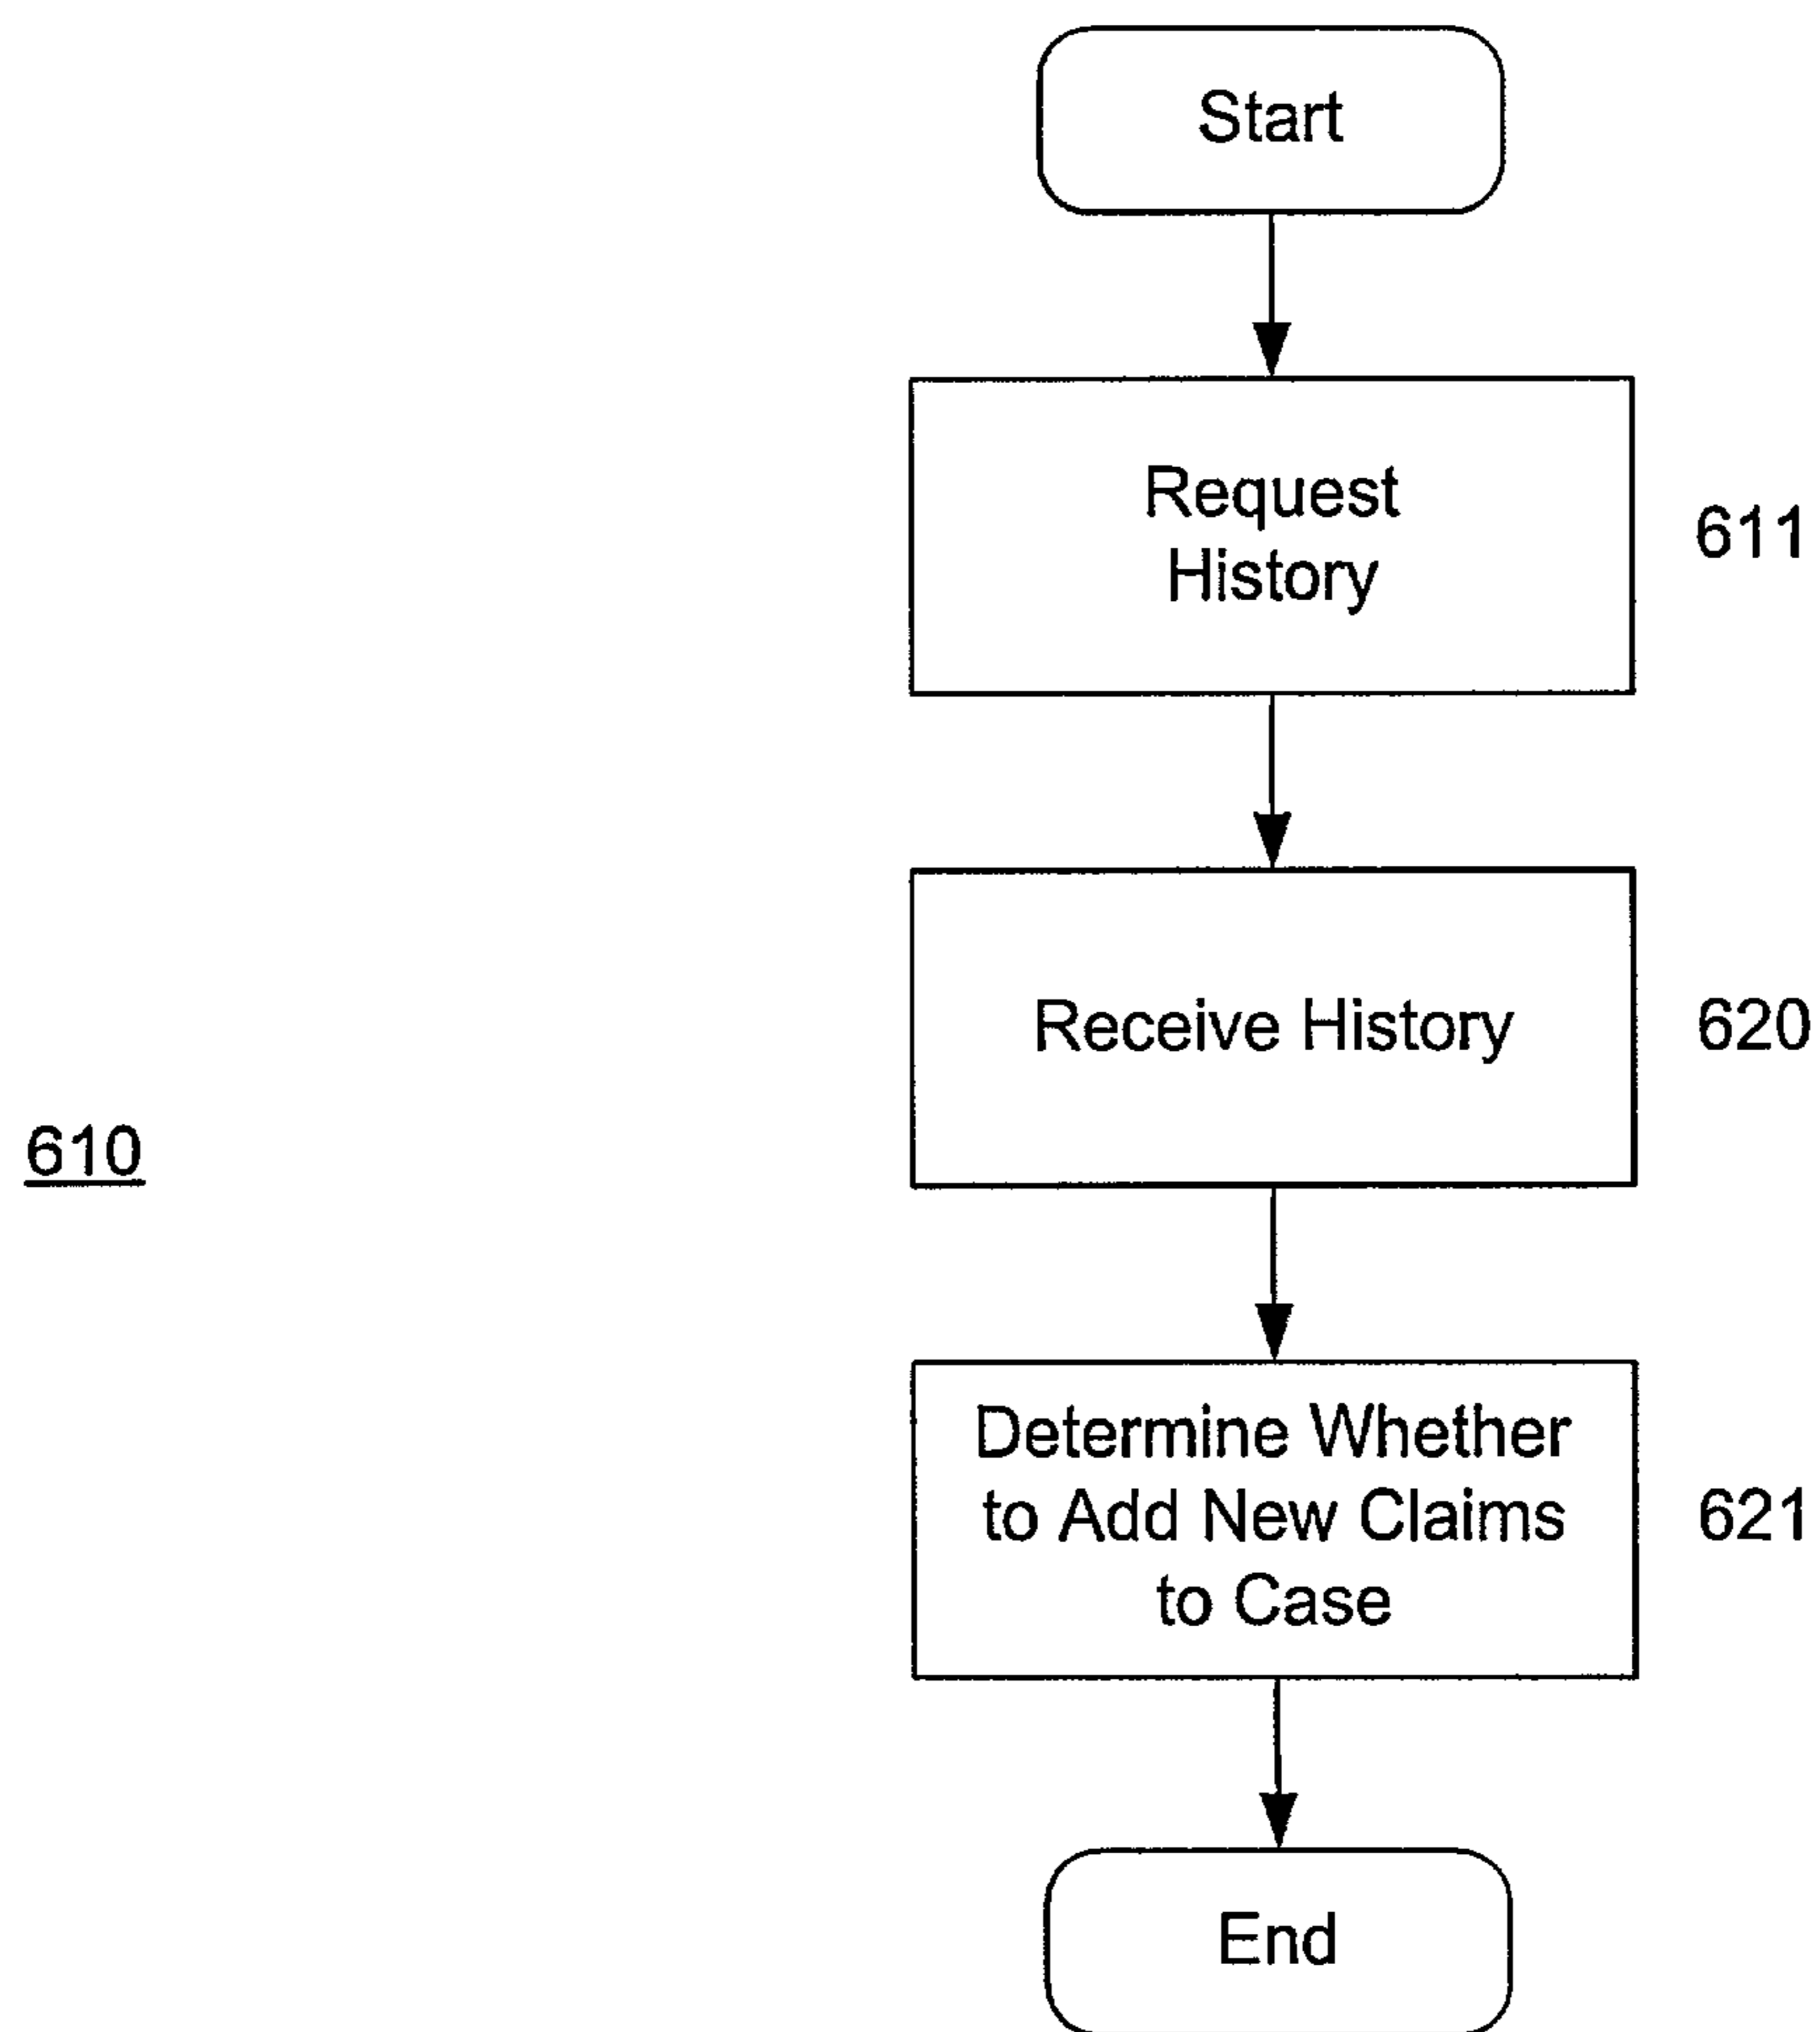 Start
Request
History
611
Receive History
620
610
Determine Whether
to Add New Claims
to Case
621
End